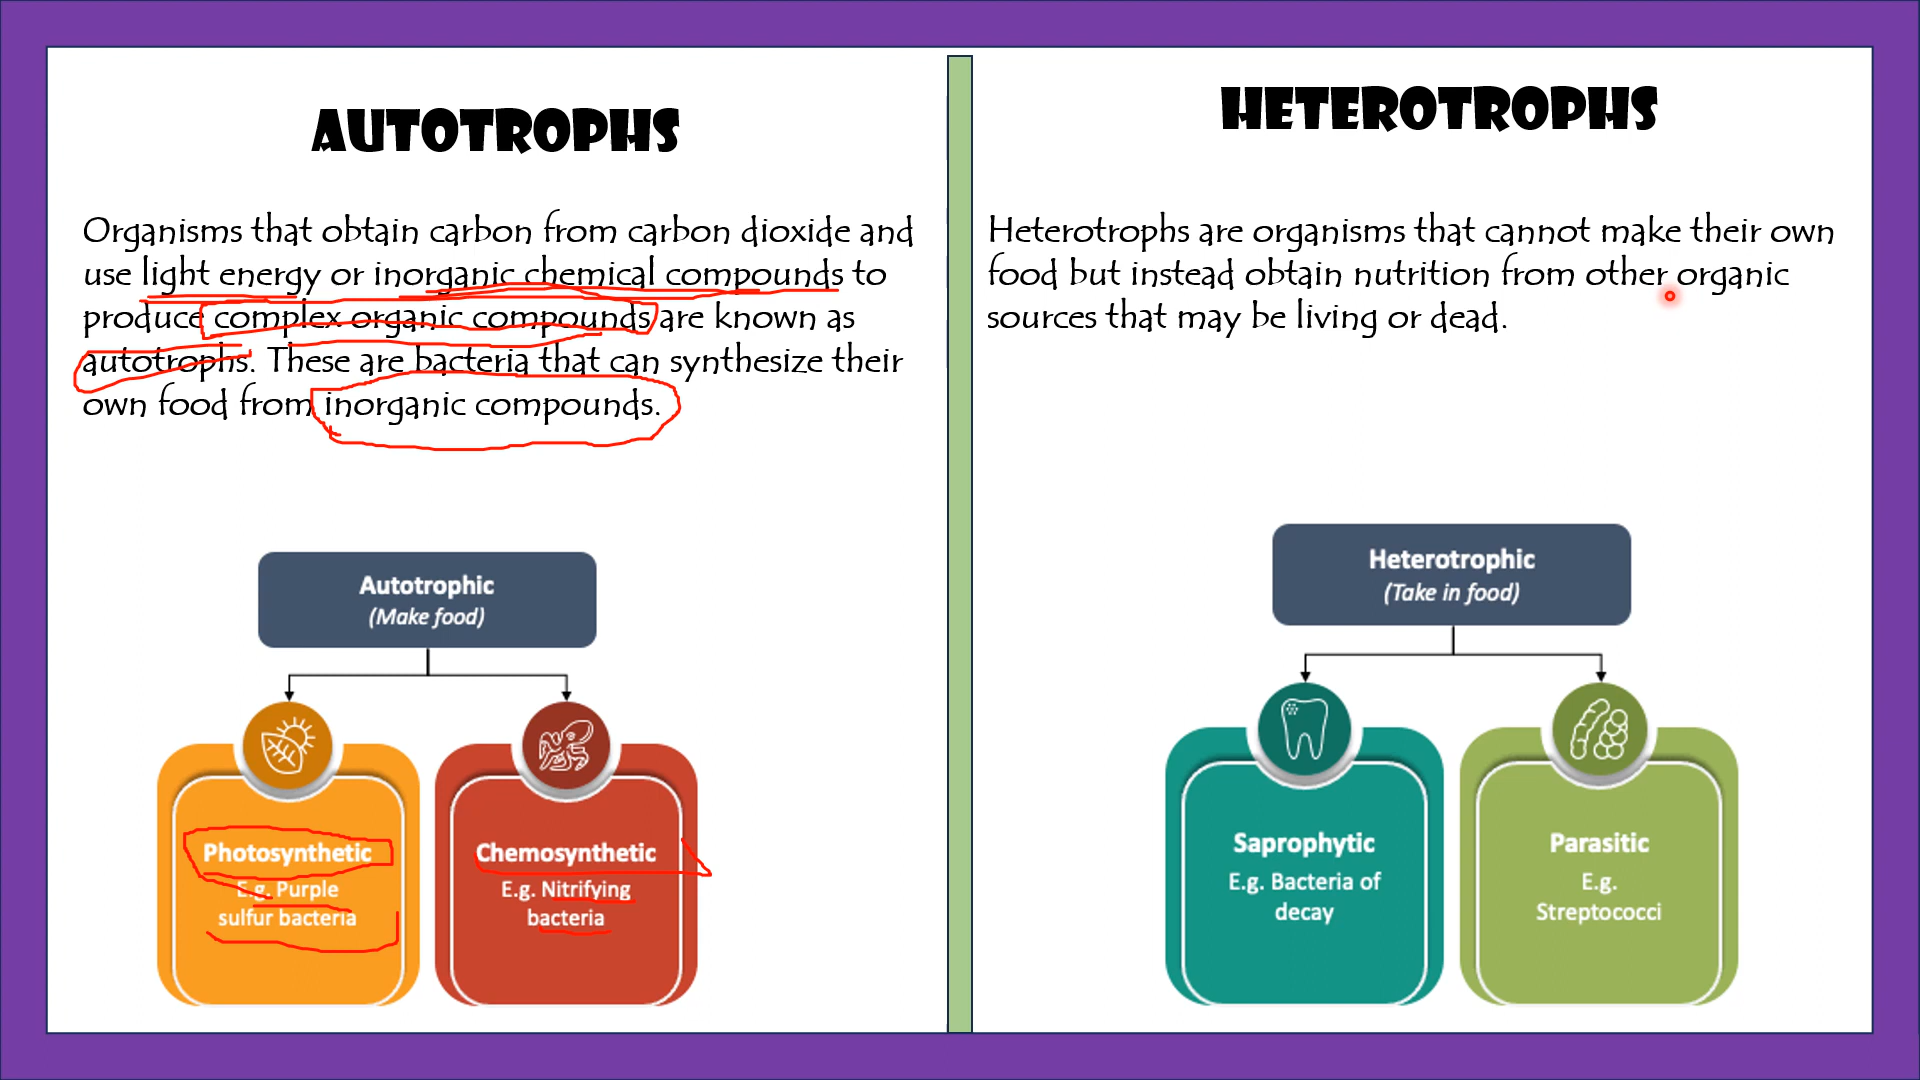 AUTOTROPHS
Organisms that obtain carbon from carbon dioxide and
use light energy or inorganic chemical compounds to
produce complex organic compounds are known as
autotrophs. These are bacteria that can synthesize their
own food from inorganic compounds.
Autotrophic
(Make food)
Photosynthetic
E.g. Purple
sulfur bacteria
Chemosynthetic
E.g. Nitrifying
bacteria
HETEROTROPHS
Heterotrophs are organisms that cannot make their own
food but instead obtain nutrition from other organic
sources that may be living or dead.
Heterotrophic
(Take in food)
Saprophytic
E.g. Bacteria of
decay
Parasitic
E.g.
Streptococci